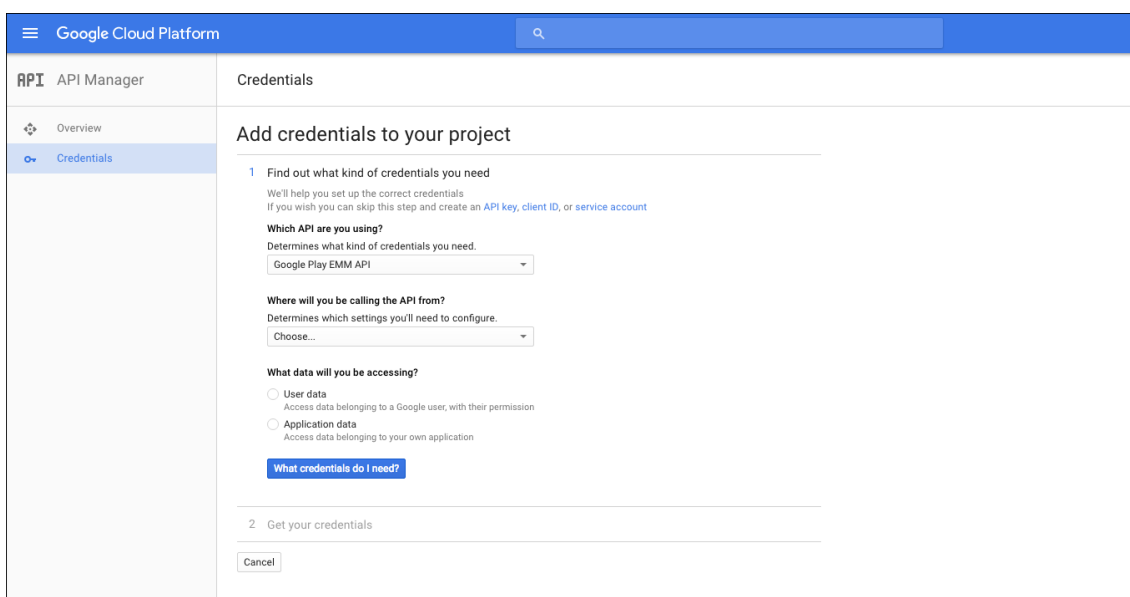 Google Cloud Platform
API API Manager
Credentials
Overview
Credentials
Add credentials to your project
1 Find out what kind of credentials you need
We'll help you set up the correct credentials
If you wish you can skip this step and create an API key, client ID, or service account
Which API are you using?
Determines what kind of credentials you need.
Google Play EMM API
Where will you be calling the API from?
Determines which settings you'll need to configure.
Choose...
What data will you be accessing?
User data
Access data belonging to a Google user, with their permission
Application data
Access data belonging to your own application
What credentials do I need?
2 Get your credentials
Cancel